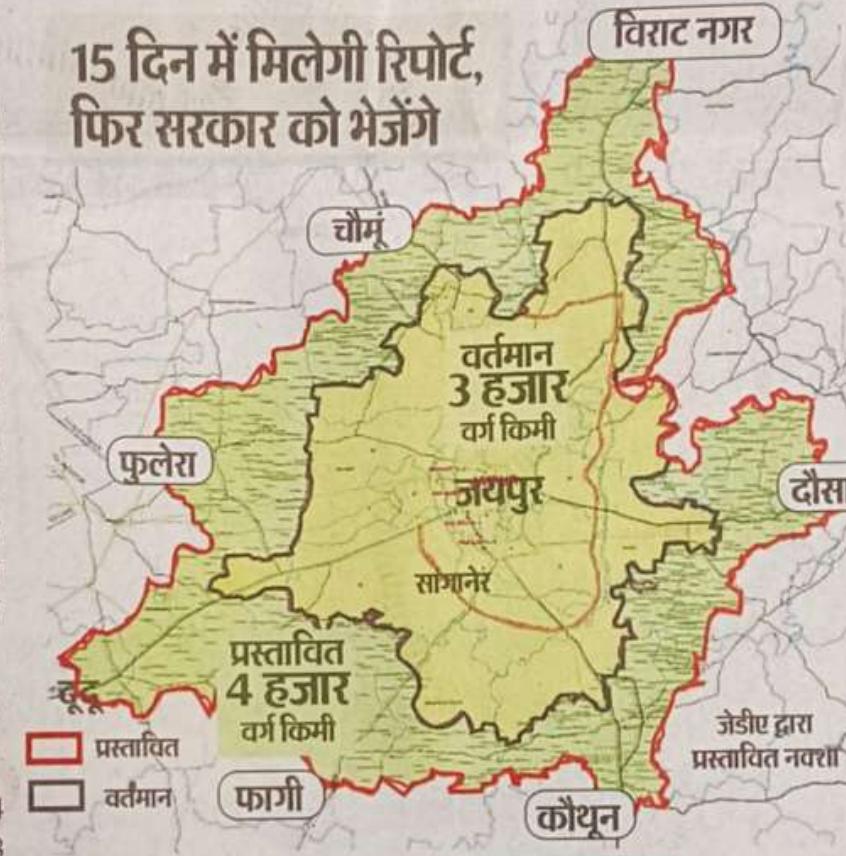 15 दिन में मिलेगी रिपोर्ट,
फिर सरकार को भेजेंगे
विराट नगर
चौमूं
वर्तमान
3 हजार
वर्ग किमी
फुलेरा
जयपुर
दौसा
सांगानेर
प्रस्तावित
4 हजार
वर्ग किमी
दूदू
प्रस्तावित
वर्तमान
फागी
कौथून
जेडीए द्वारा
प्रस्तावित नक्शा